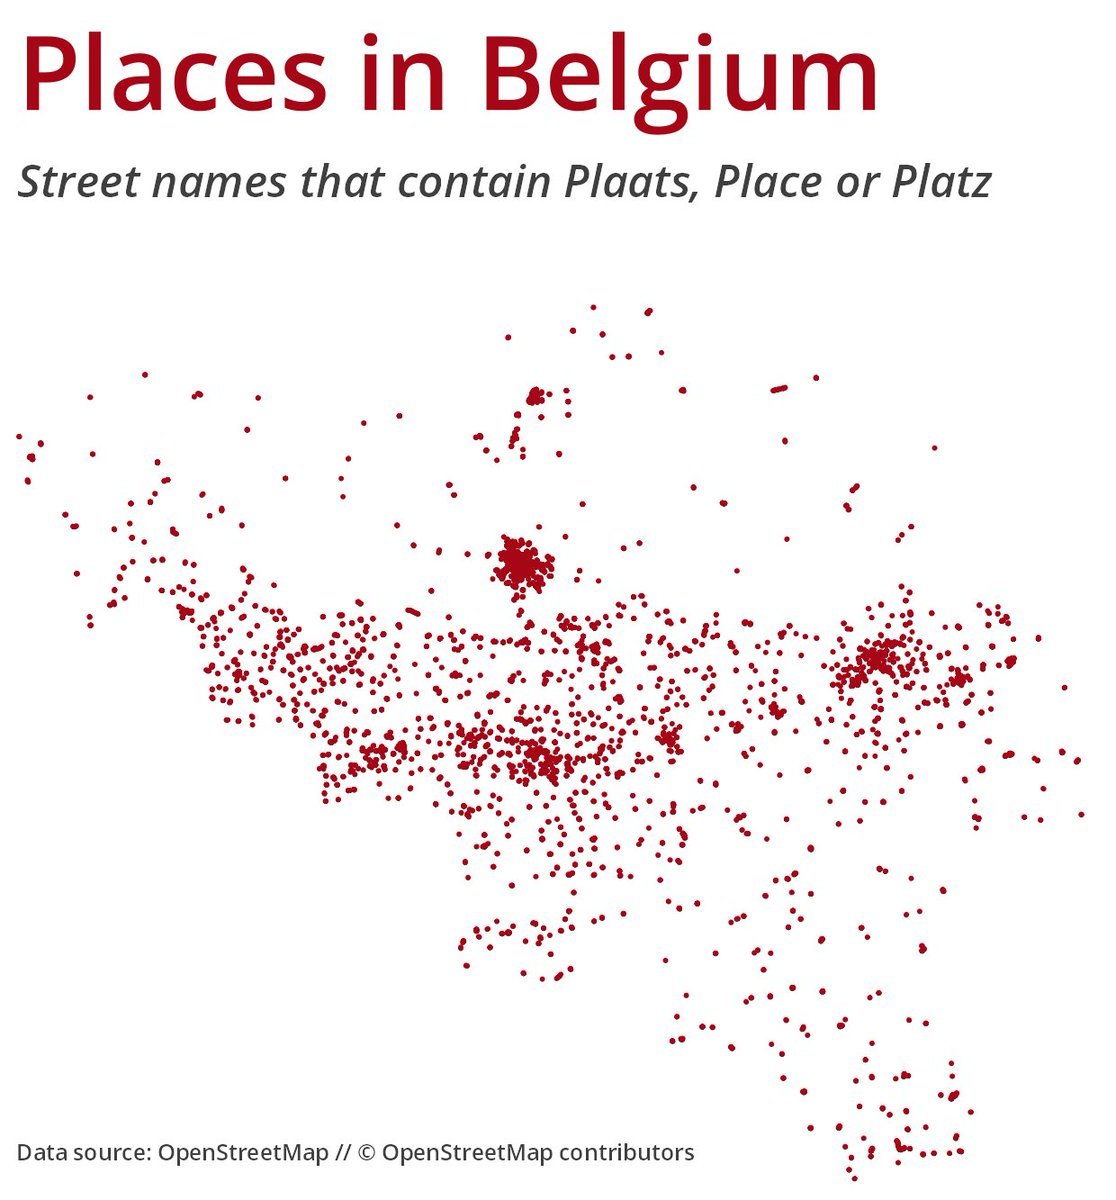 Places in Belgium
Street names that contain Plaats, Place or Platz
Data source: OpenStreetMap // © OpenStreetMap contributors